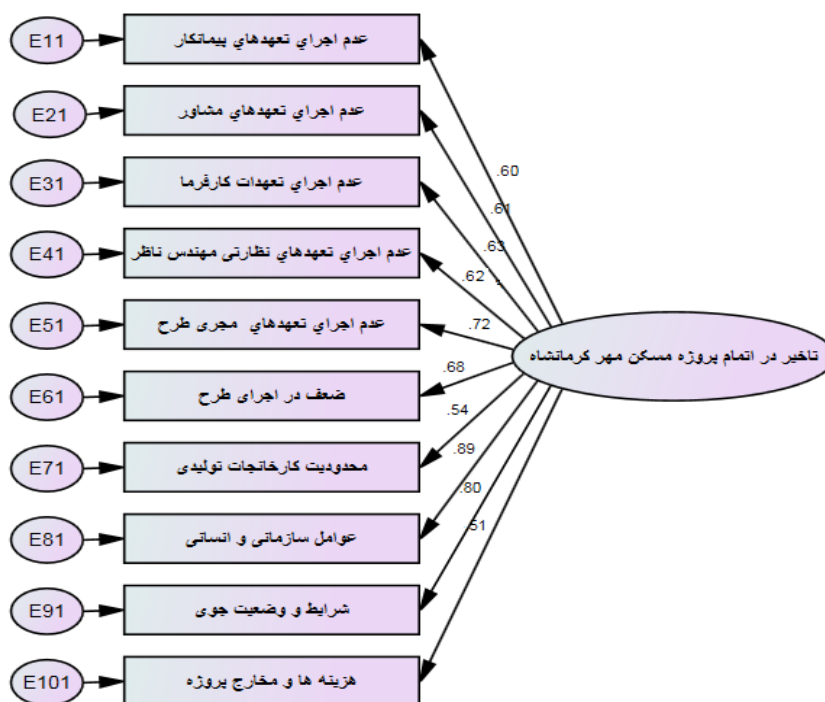 E11
عدم اجراي تعهدهاي پیمانکار
E21
عدم اجراي تعهدهاي مشاور
E31
عدم اجراي تعهدات کارفرما
E41
عدم اجراي تعهدهاي نظارتی مهندس ناظر
E51
عدم اجراي تعهدهاي مجری طرح
E61
ضعف در اجرای طرح
E71
محدودیت کارخانجات تولیدی
E81
عوامل سازمانی و انسانی
E91
شرایط و وضعیت جوی
E101
هزینه ها و مخارج پروژه
.60
.61
.63
.62
.72
.68
.54
.89
.80
.51
تاخیر در اتمام پروژه مسکن مهر کرمانشاه